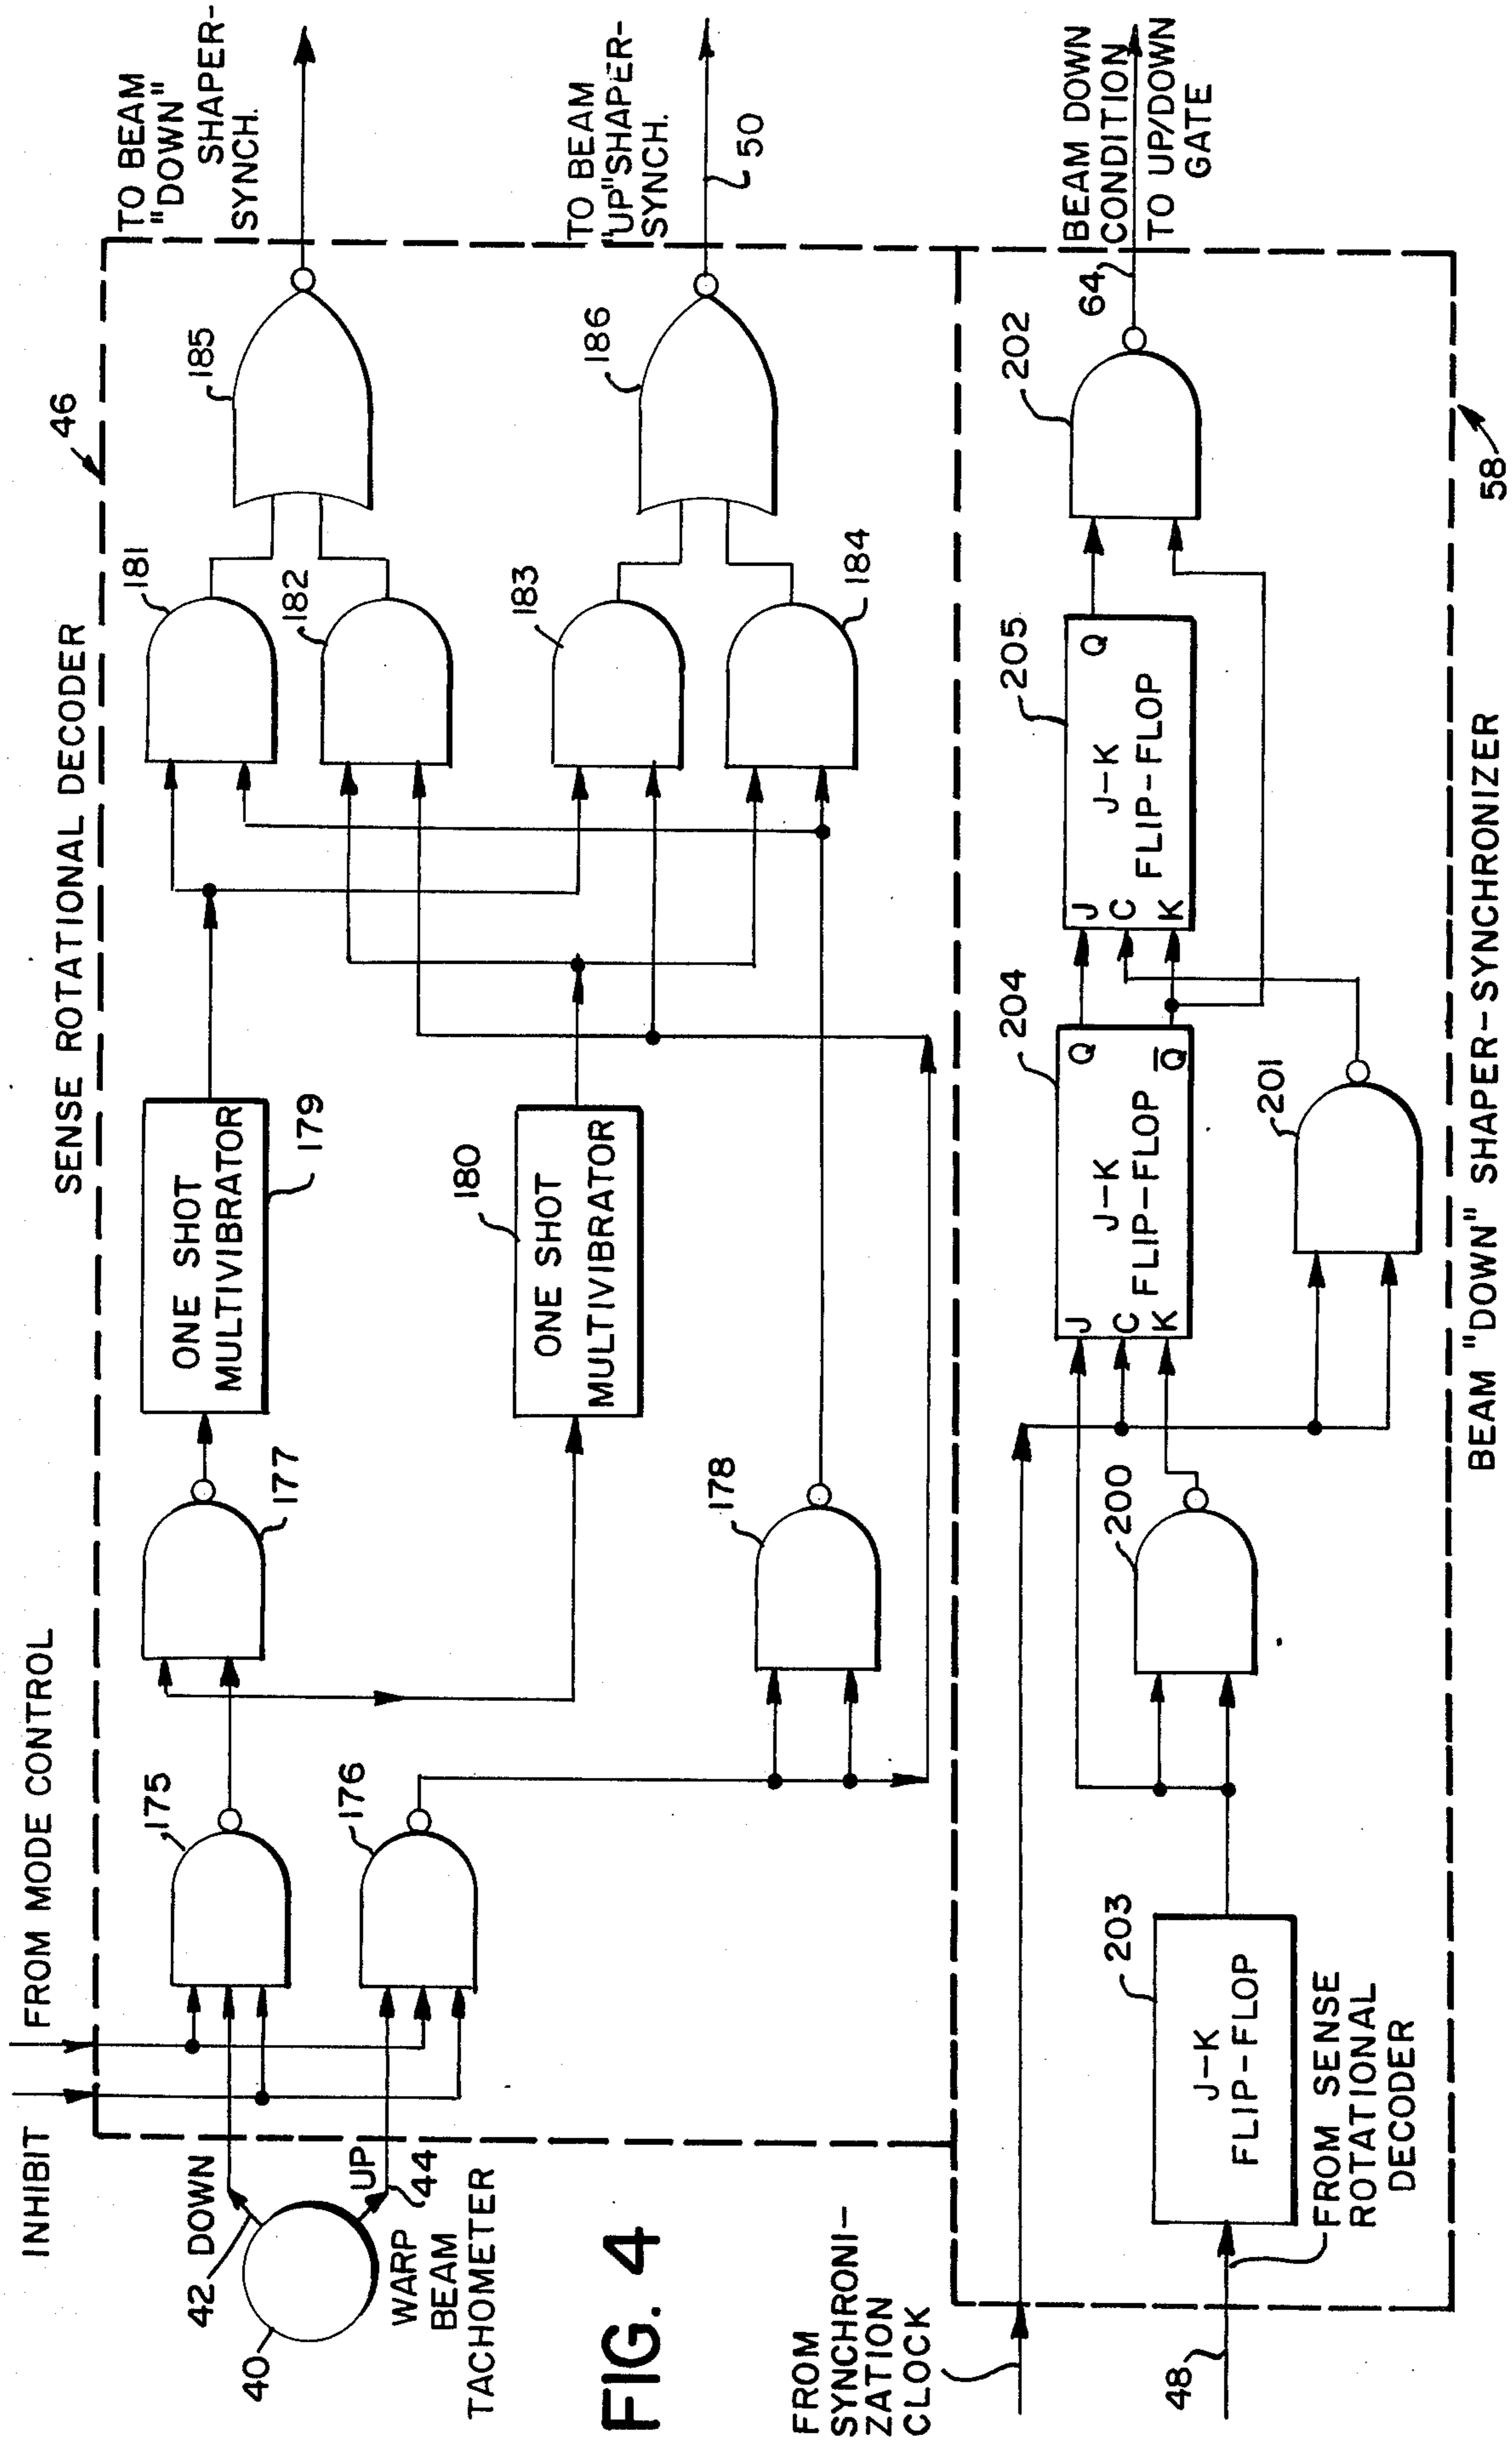 FIG. 4
SENSE ROTATIONAL DECODER
46
INHIBIT
FROM MODE CONTROL
40
42
DOWN
UP
44
WARP
BEAM
TACHOMETER
175
176
177
178
ONE SHOT
MULTIVIBRATOR
179
180
ONE SHOT
MULTIVIBRATOR
181
182
183
184
185
186
TO BEAM
"DOWN"
SHAPER-
SYNCH.
TO BEAM
"UP"SHAPER-
SYNCH.
50
FROM
SYNCHRONI-
ZATION
CLOCK
48
FROM SENSE
ROTATIONAL
DECODER
203
J-K
FLIP-FLOP
200
204
J
C
K
J-K
FLIP-FLOP
Q
Q̅
201
205
J
C
K
J-K
FLIP-FLOP
Q
202
64
BEAM DOWN
CONDITION
TO UP/DOWN
GATE
58
BEAM "DOWN" SHAPER-SYNCHRONIZER